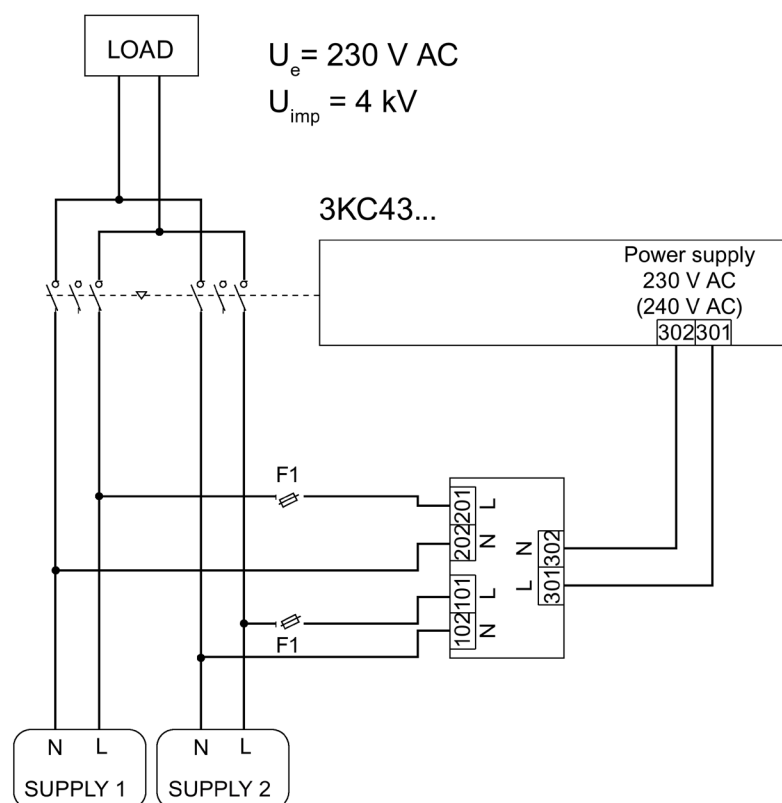 LOAD
Ue= 230 V AC
Uimp = 4 kV
3KC43...
Power supply
230 V AC
(240 V AC)
302 301
F1
201 L
202 N
N 302
101 L
L 301
102 N
F1
N L
N L
SUPPLY 1
SUPPLY 2